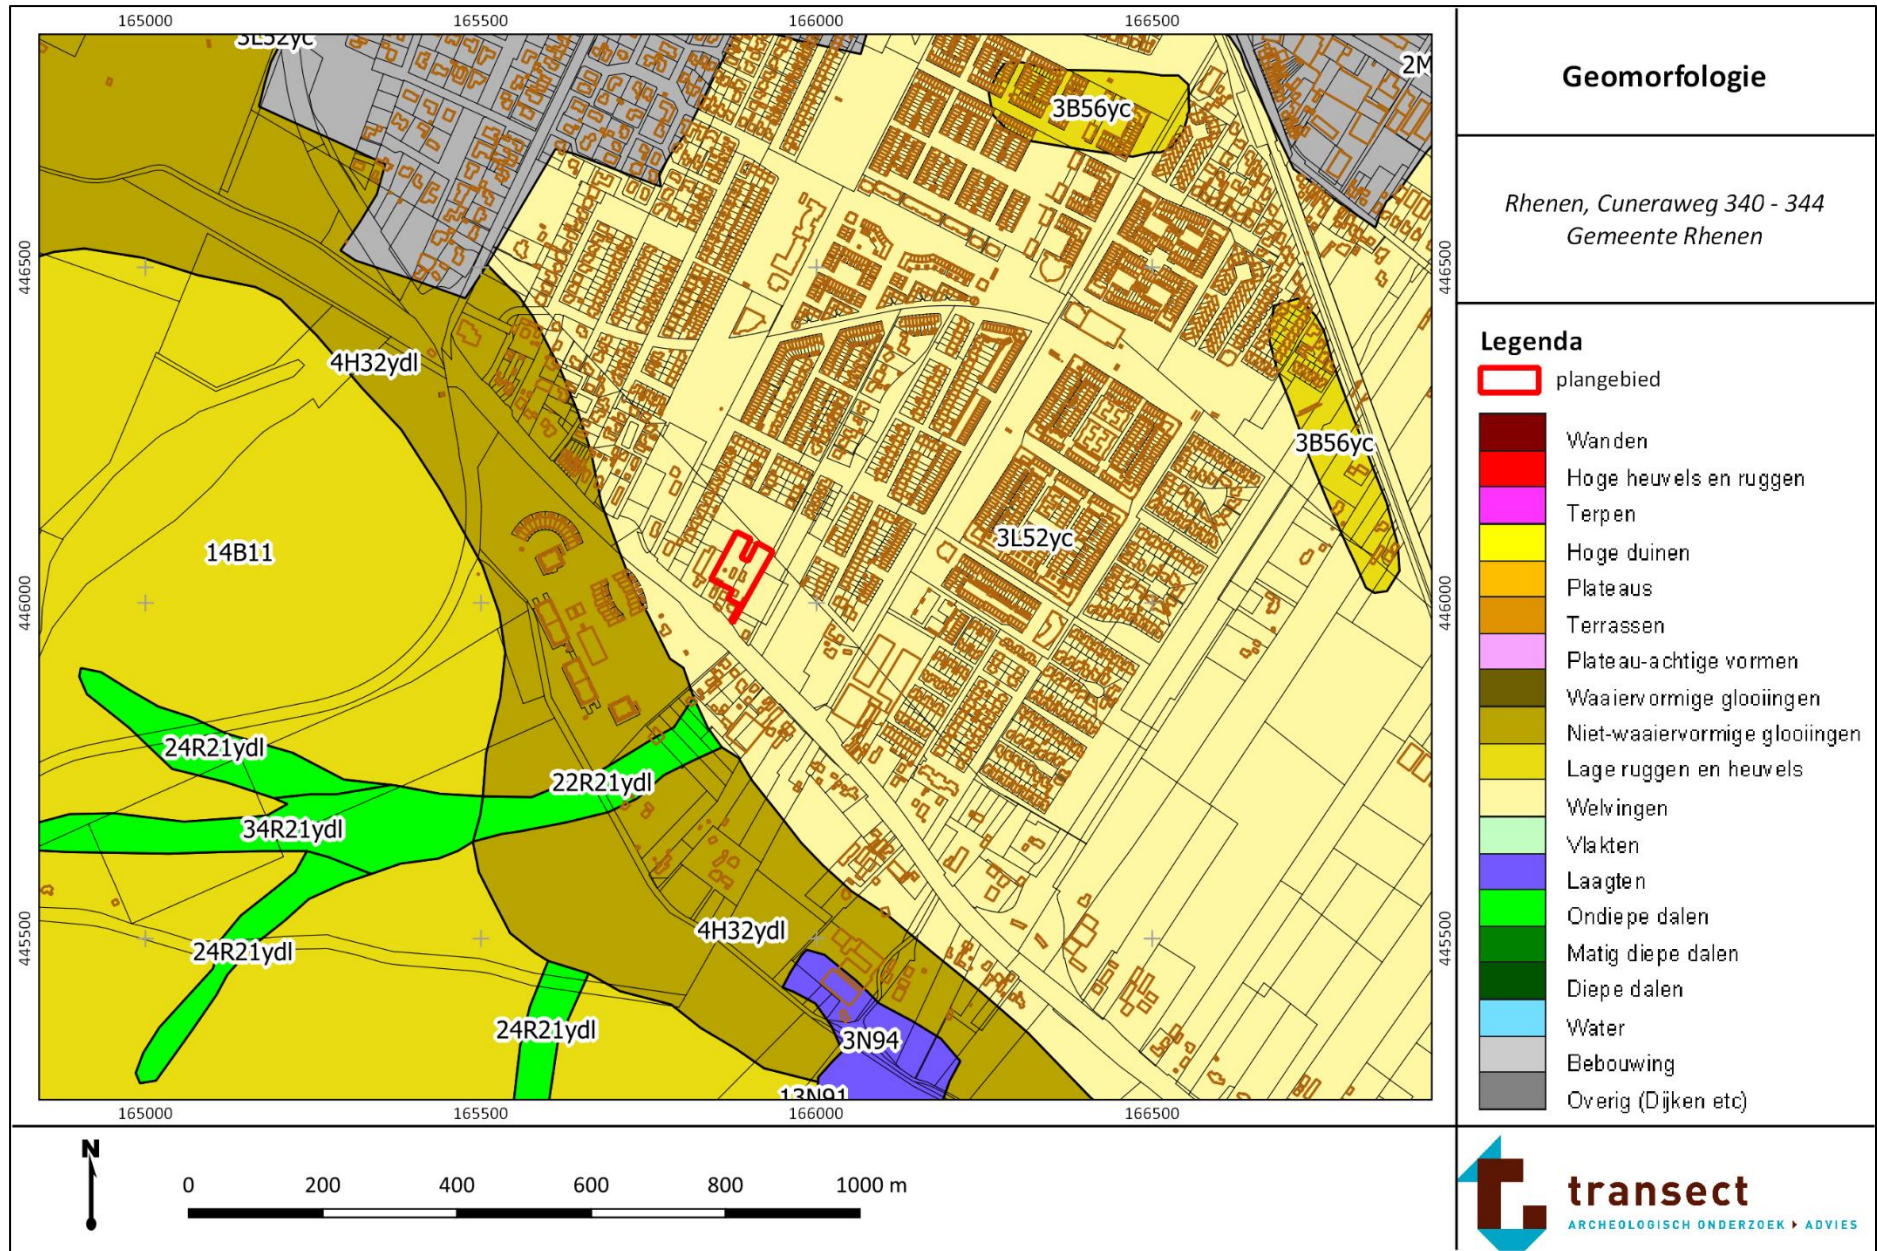 165000 165500 166000 166500
3L52yc
2M
3B56yc
446500 446500
4H32ydl
3B56yc
14B11
3L52yc
446000 446000
24R21ydl
22R21ydl
34R21ydl
4H32ydl
24R21ydl
445500 445500
24R21ydl
3N94
13N91
165000 165500 166000 166500
N
0 200 400 600 800 1000 m
Geomorfologie
Rhenen, Cuneraweg 340 - 344
Gemeente Rhenen
Legenda
plangebied
Wanden
Hoge heuvels en ruggen
Terpen
Hoge duinen
Plateaus
Terrassen
Plateau-achtige vormen
Waaiervormige glooiingen
Niet-waaiervormige glooiingen
Lage ruggen en heuvels
Welvingen
Vlakten
Laagten
Ondiepe dalen
Matig diepe dalen
Diepe dalen
Water
Bebouwing
Overig (Dijken etc)
transect
ARCHEOLOGISCH ONDERZOEK ▸ ADVIES